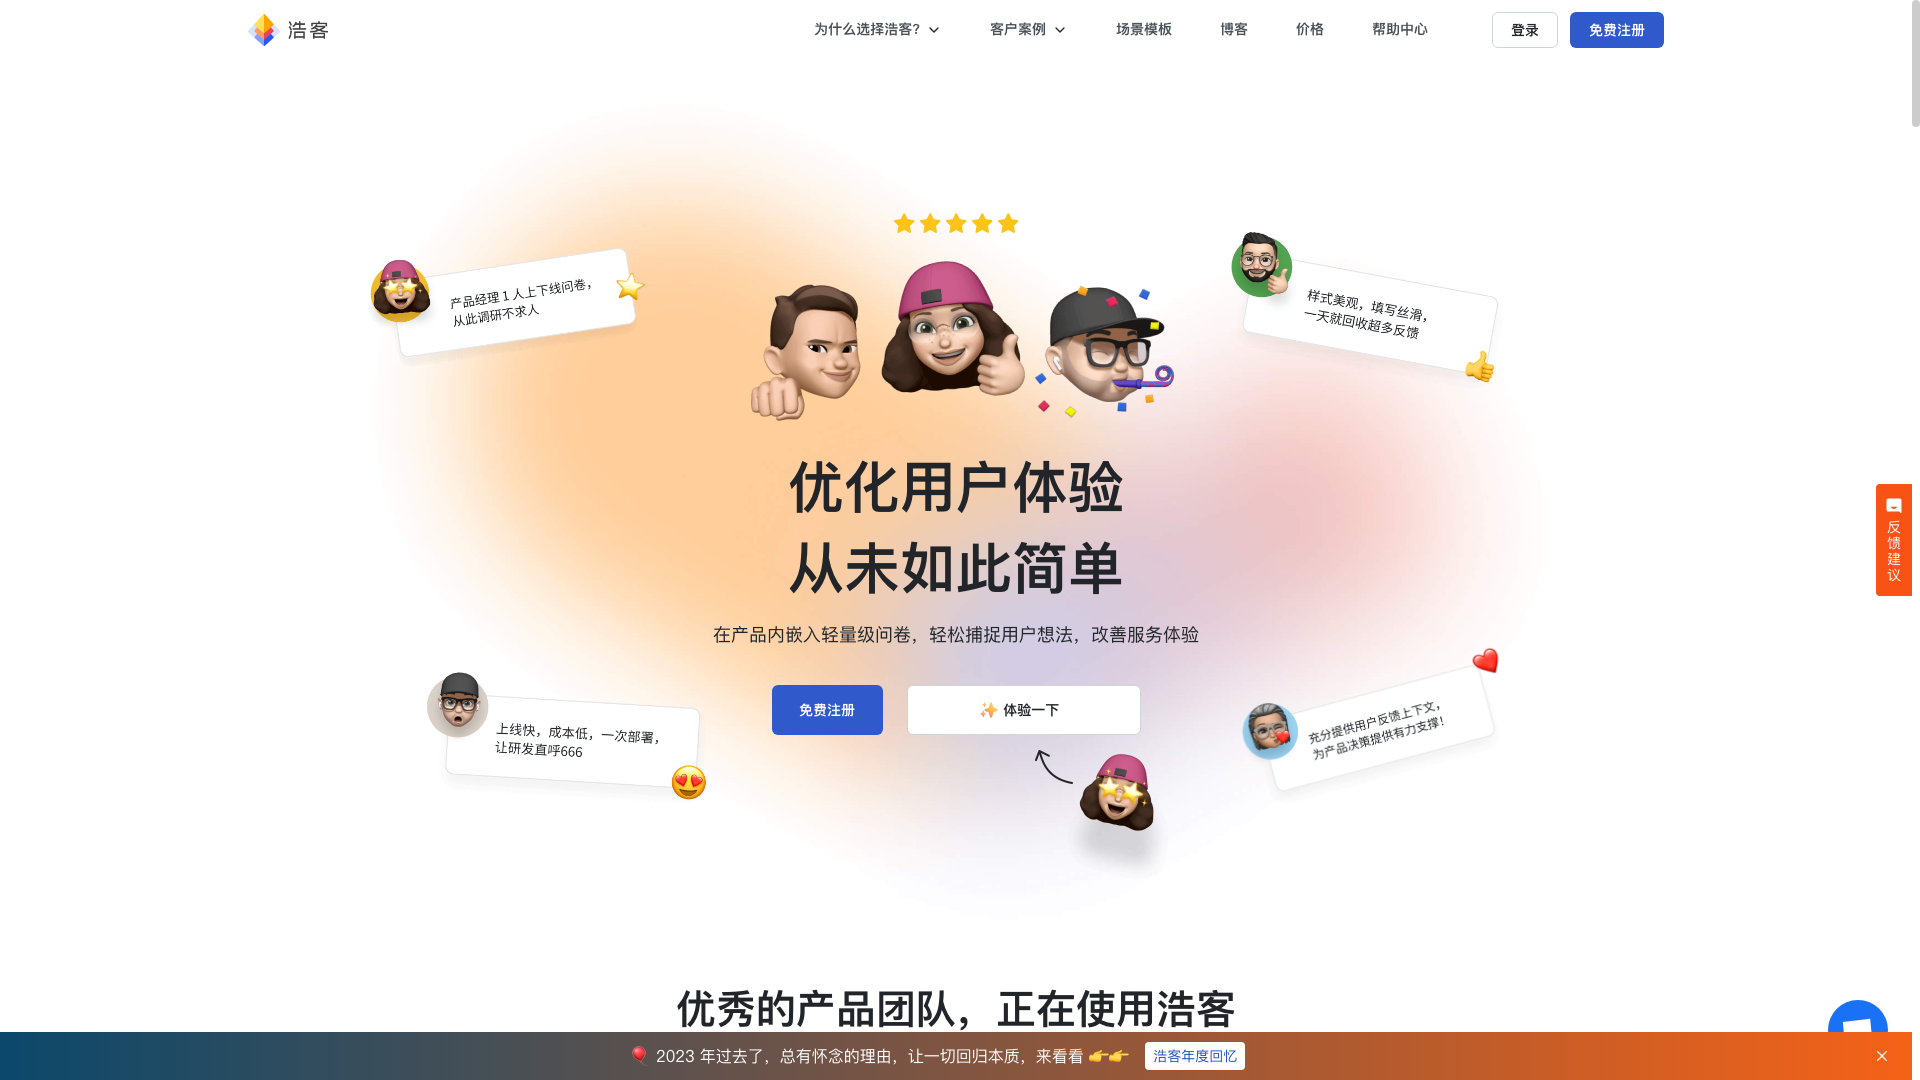 浩客
为什么选择浩客?
客户案例
场景模板
博客
价格
帮助中心
登录
免费注册
产品经理 1 人上下线问卷，
从此调研不求人
样式美观，填写丝滑，
一天就回收超多反馈
优化用户体验
从未如此简单
在产品内嵌入轻量级问卷，轻松捕捉用户想法，改善服务体验
免费注册
✨ 体验一下
上线快，成本低，一次部署，
让研发直呼666
充分提供用户反馈上下文，
为产品决策提供有力支撑！
反馈建议
优秀的产品团队，正在使用浩客
🎈 2023 年过去了，总有怀念的理由，让一切回归本质，来看看 👉👉
浩客年度回忆